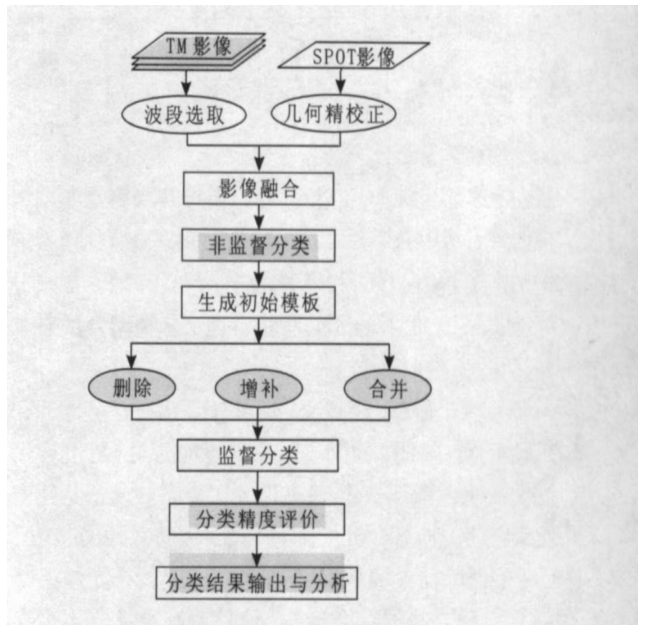 TM影像
SPOT影像
波段选取
几何精校正
影像融合
非监督分类
生成初始模板
删除
增补
合并
监督分类
分类精度评价
分类结果输出与分析